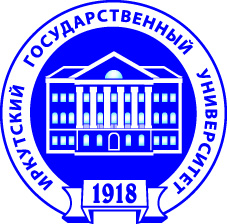 ИРКУТСКИЙ ГОСУДАРСТВЕННЫЙ УНИВЕРСИТЕТ
1918